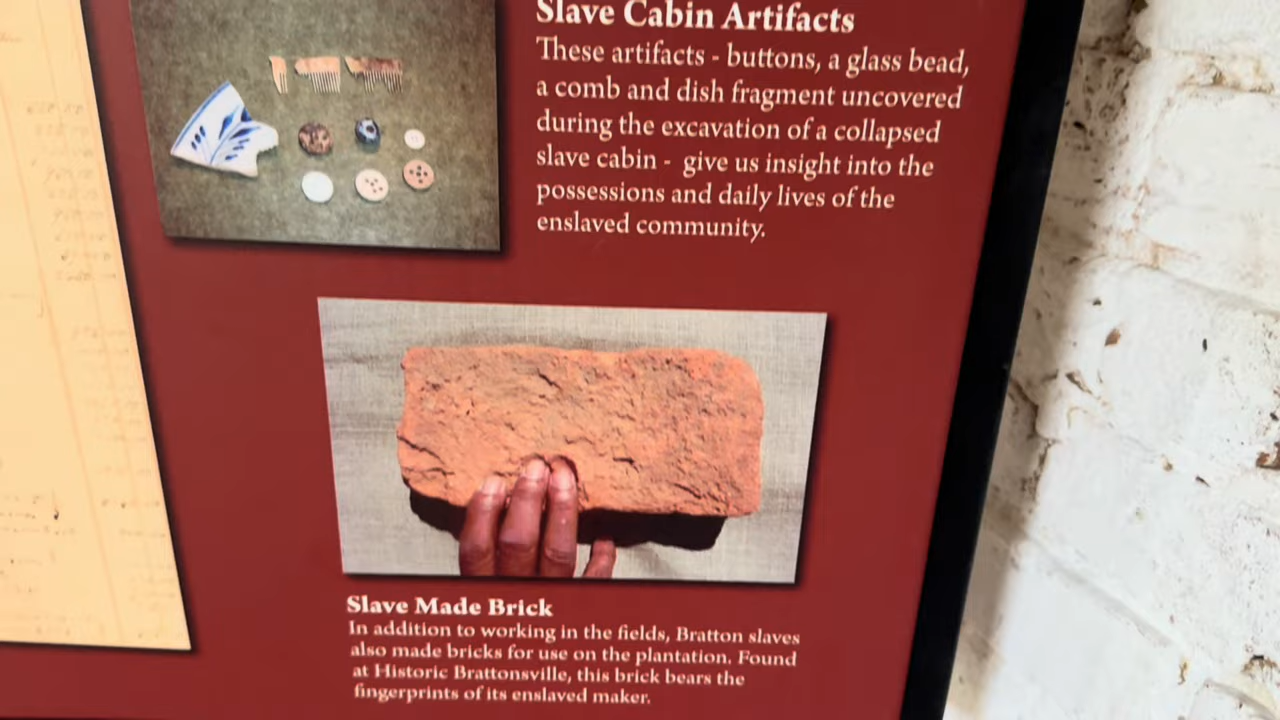 Slave Cabin Artifacts
These artifacts - buttons, a glass bead,
a comb and dish fragment uncovered
during the excavation of a collapsed
slave cabin - give us insight into the
possessions and daily lives of the
enslaved community.
Slave Made Brick
In addition to working in the fields, Bratton slaves
also made bricks for use on the plantation. Found
at Historic Brattonsville, this brick bears the
fingerprints of its enslaved maker.